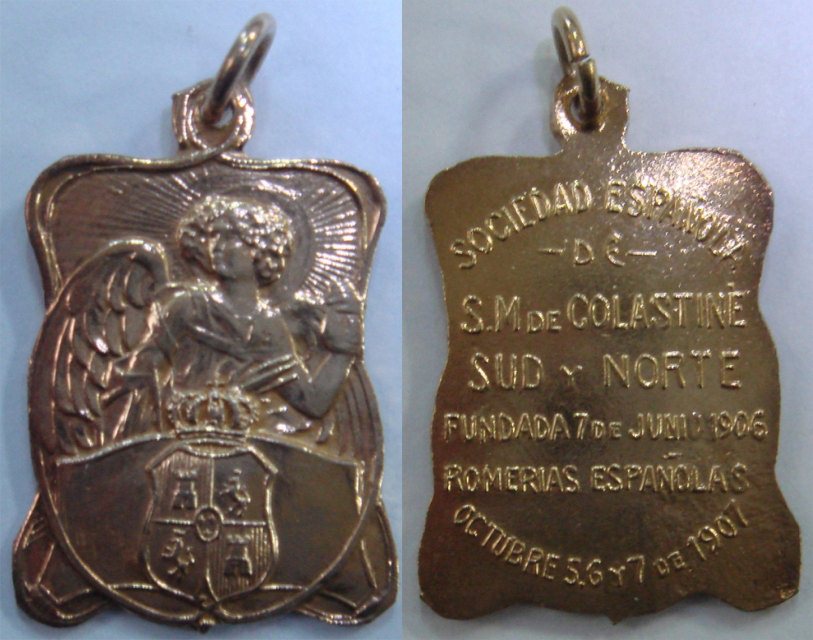 SOCIEDAD ESPAÑOLA
-DE-
S.M DE COLASTINE
SUD Y NORTE
FUNDADA 7 DE JUNIO 1906
ROMERIAS ESPAÑOLAS
OCTUBRE 5.6 Y 7 DE 1907